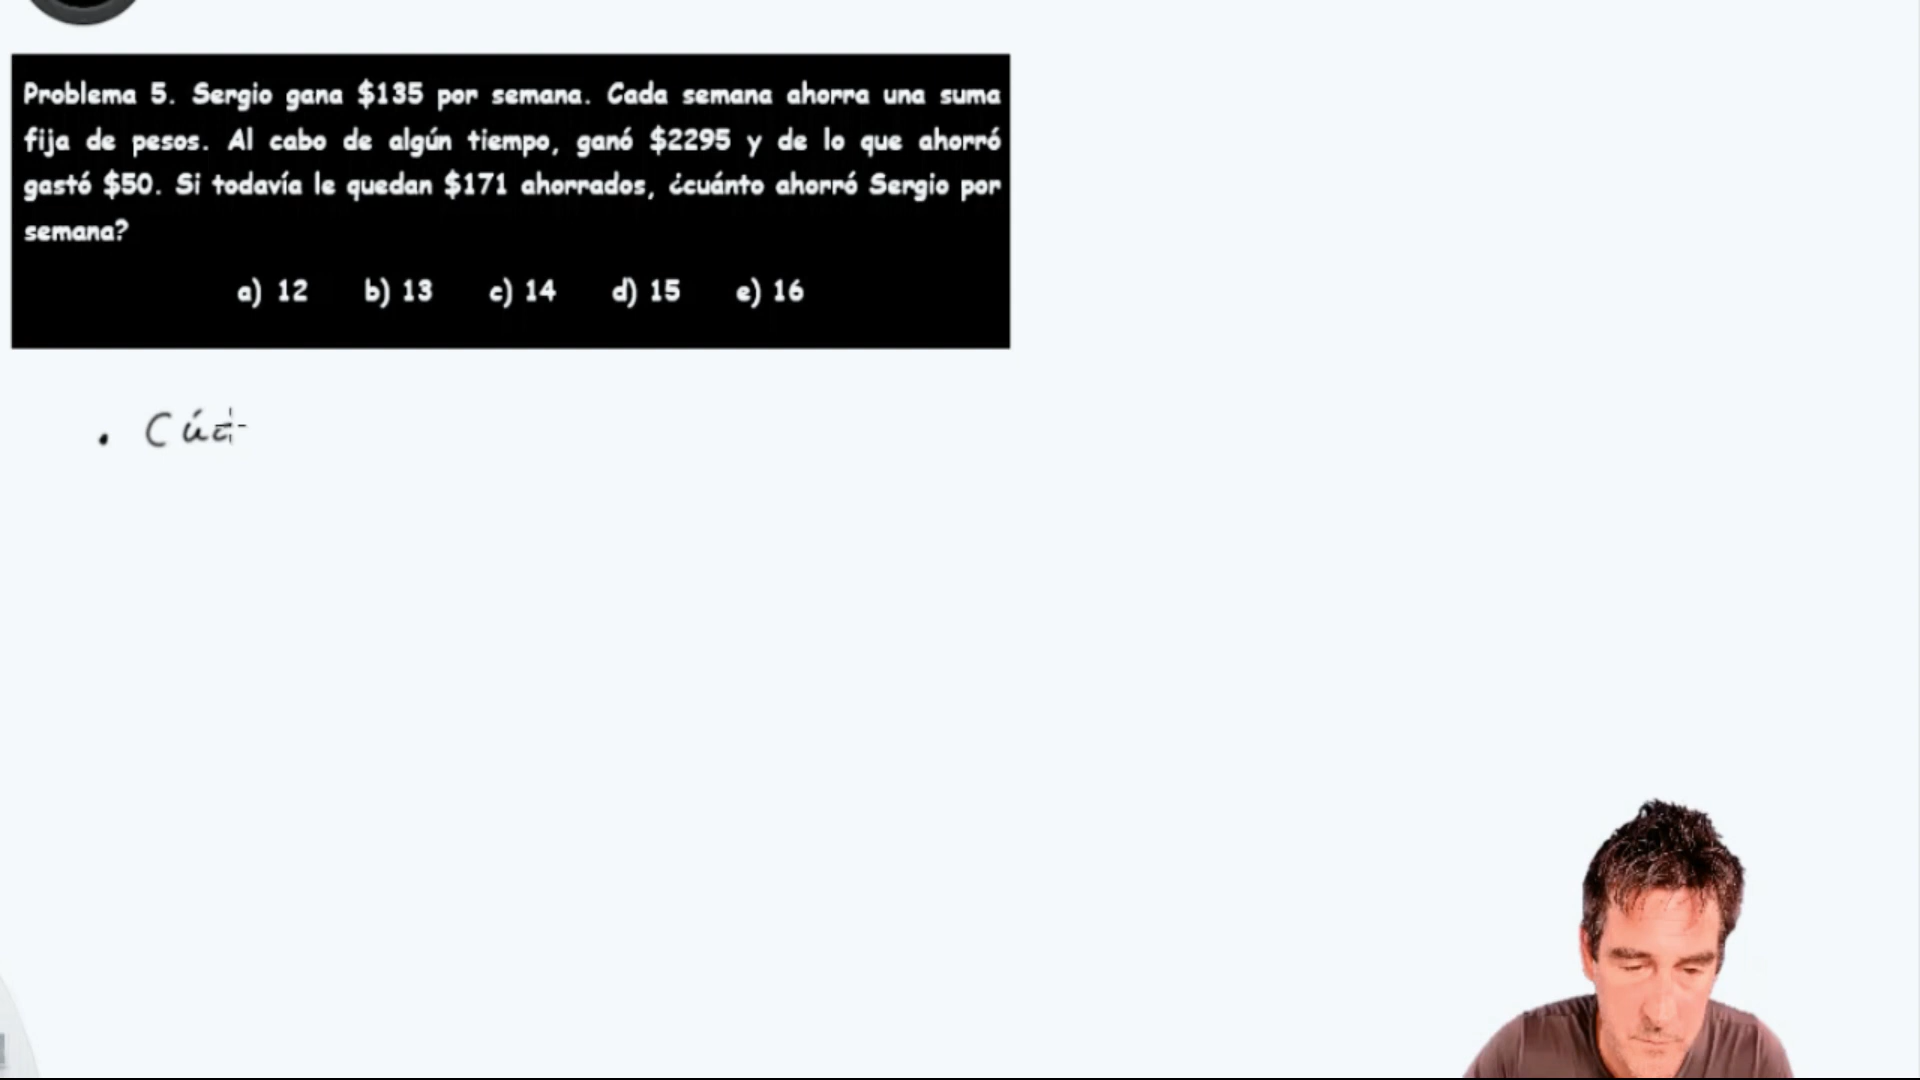 Problema 5. Sergio gana $135 por semana. Cada semana ahorra una suma
fija de pesos. Al cabo de algún tiempo, ganó $2295 y de lo que ahorró
gastó $50. Si todavía le quedan $171 ahorrados, ¿cuánto ahorró Sergio por
semana?
a) 12 b) 13 c) 14 d) 15 e) 16
• Cúa